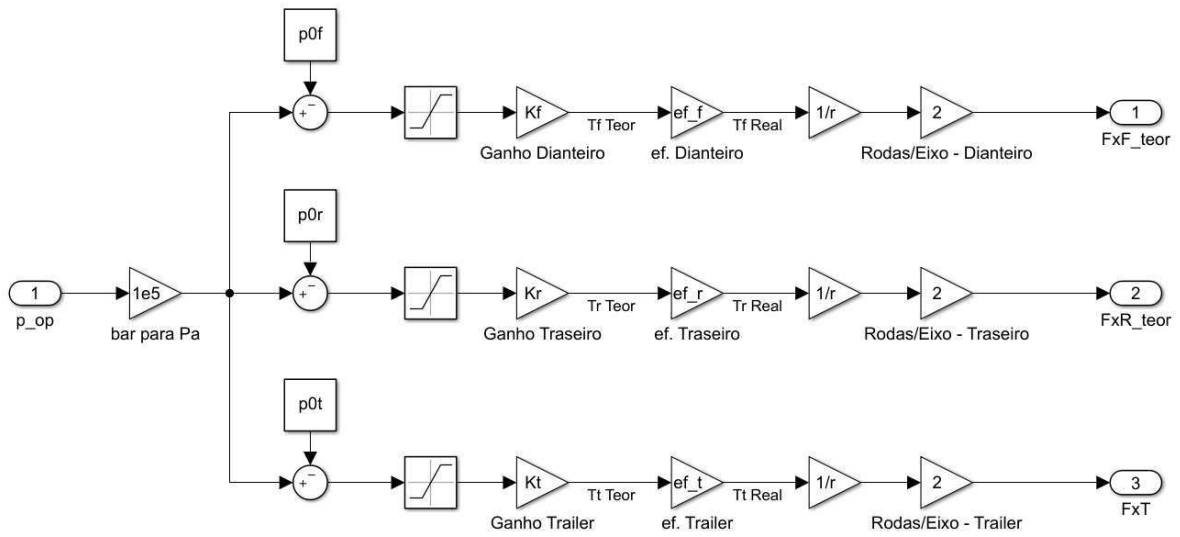 p0f
+ −
Kf
Tf Teor
ef_f
Tf Real
1/r
2
1
Ganho Dianteiro
ef. Dianteiro
Rodas/Eixo - Dianteiro
FxF_teor
p0r
1
p_op
1e5
bar para Pa
+ −
Kr
Tr Teor
ef_r
Tr Real
1/r
2
2
Ganho Traseiro
ef. Traseiro
Rodas/Eixo - Traseiro
FxR_teor
p0t
+ −
Kt
Tt Teor
ef_t
Tt Real
1/r
2
3
Ganho Trailer
ef. Trailer
Rodas/Eixo - Trailer
FxT